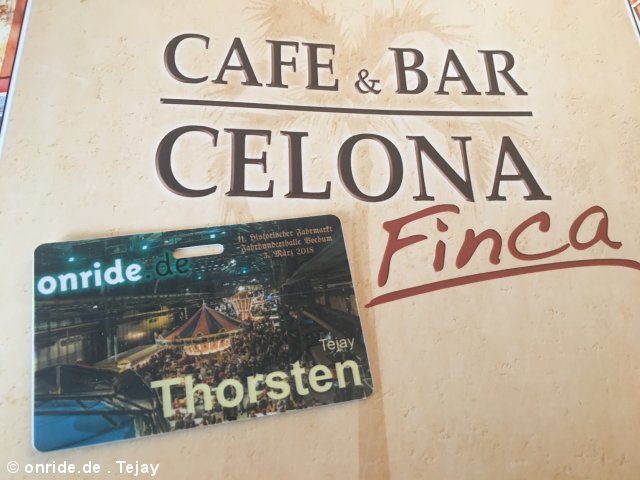 CAFE & BAR
CELONA
Finca
onride.de
11. Historischer Jahrmarkt
Jahrhunderthalle Bochum
3. März 2018
Tejay
Thorsten
© onride.de . Tejay